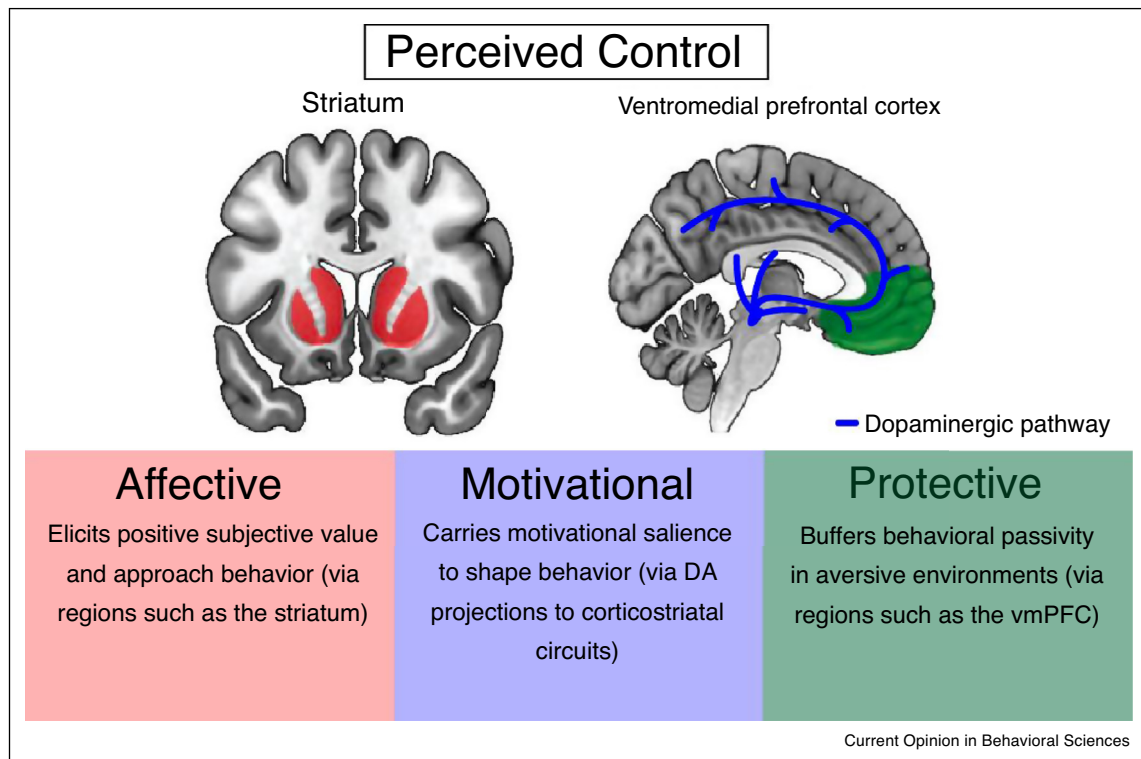 Perceived Control
Striatum
Ventromedial prefrontal cortex
Dopaminergic pathway
Affective
Elicits positive subjective value
and approach behavior (via
regions such as the striatum)
Motivational
Carries motivational salience
to shape behavior (via DA
projections to corticostriatal
circuits)
Protective
Buffers behavioral passivity
in aversive environments (via
regions such as the vmPFC)
Current Opinion in Behavioral Sciences